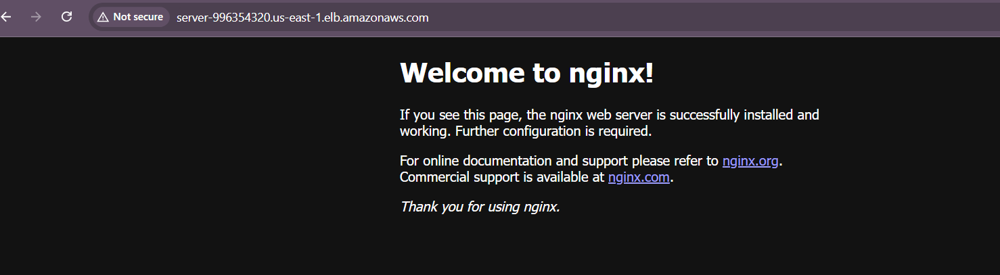 Not secure server-996354320.us-east-1.elb.amazonaws.com
Welcome to nginx!
If you see this page, the nginx web server is successfully installed and
working. Further configuration is required.
For online documentation and support please refer to nginx.org.
Commercial support is available at nginx.com.
Thank you for using nginx.